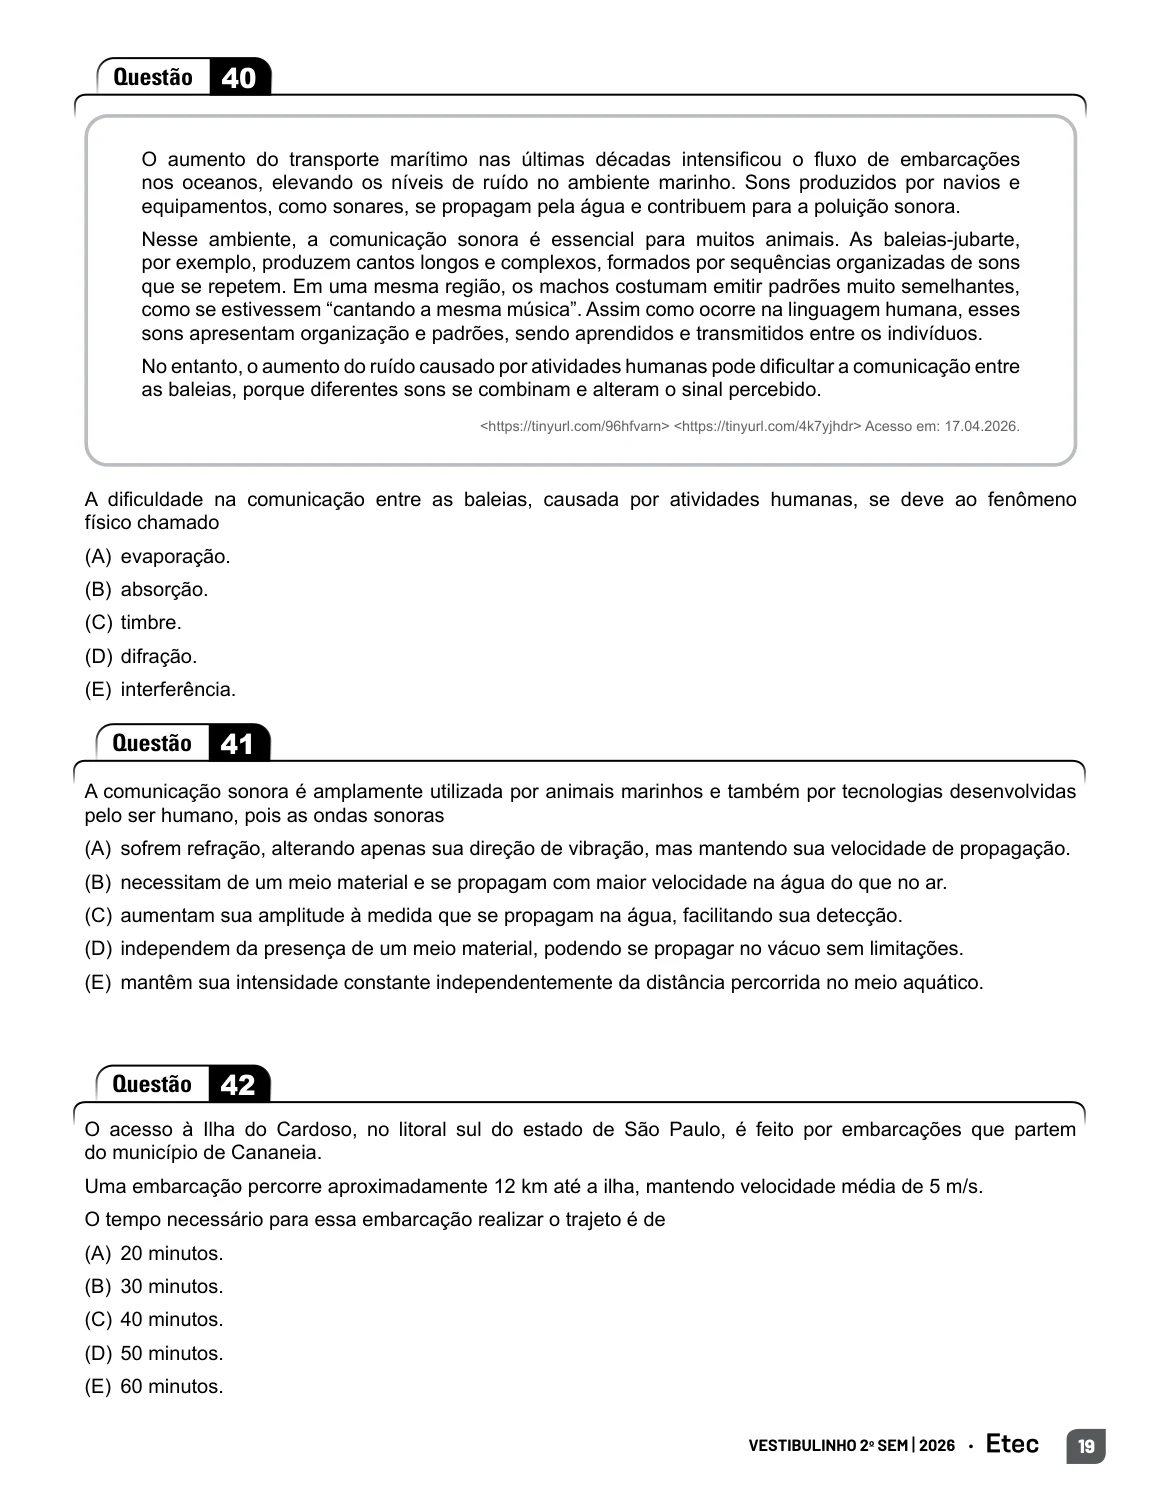 Questão 40
O aumento do transporte marítimo nas últimas décadas intensificou o fluxo de embarcações
nos oceanos, elevando os níveis de ruído no ambiente marinho. Sons produzidos por navios e
equipamentos, como sonares, se propagam pela água e contribuem para a poluição sonora.
Nesse ambiente, a comunicação sonora é essencial para muitos animais. As baleias-jubarte,
por exemplo, produzem cantos longos e complexos, formados por sequências organizadas de sons
que se repetem. Em uma mesma região, os machos costumam emitir padrões muito semelhantes,
como se estivessem “cantando a mesma música”. Assim como ocorre na linguagem humana, esses
sons apresentam organização e padrões, sendo aprendidos e transmitidos entre os indivíduos.
No entanto, o aumento do ruído causado por atividades humanas pode dificultar a comunicação entre
as baleias, porque diferentes sons se combinam e alteram o sinal percebido.
<https://tinyurl.com/96hfvarn> <https://tinyurl.com/4k7yjhdr> Acesso em: 17.04.2026.
A dificuldade na comunicação entre as baleias, causada por atividades humanas, se deve ao fenômeno
físico chamado
(A) evaporação.
(B) absorção.
(C) timbre.
(D) difração.
(E) interferência.
Questão 41
A comunicação sonora é amplamente utilizada por animais marinhos e também por tecnologias desenvolvidas
pelo ser humano, pois as ondas sonoras
(A) sofrem refração, alterando apenas sua direção de vibração, mas mantendo sua velocidade de propagação.
(B) necessitam de um meio material e se propagam com maior velocidade na água do que no ar.
(C) aumentam sua amplitude à medida que se propagam na água, facilitando sua detecção.
(D) independem da presença de um meio material, podendo se propagar no vácuo sem limitações.
(E) mantêm sua intensidade constante independentemente da distância percorrida no meio aquático.
Questão 42
O acesso à Ilha do Cardoso, no litoral sul do estado de São Paulo, é feito por embarcações que partem
do município de Cananeia.
Uma embarcação percorre aproximadamente 12 km até a ilha, mantendo velocidade média de 5 m/s.
O tempo necessário para essa embarcação realizar o trajeto é de
(A) 20 minutos.
(B) 30 minutos.
(C) 40 minutos.
(D) 50 minutos.
(E) 60 minutos.
VESTIBULINHO 2º SEM | 2026 • Etec 19